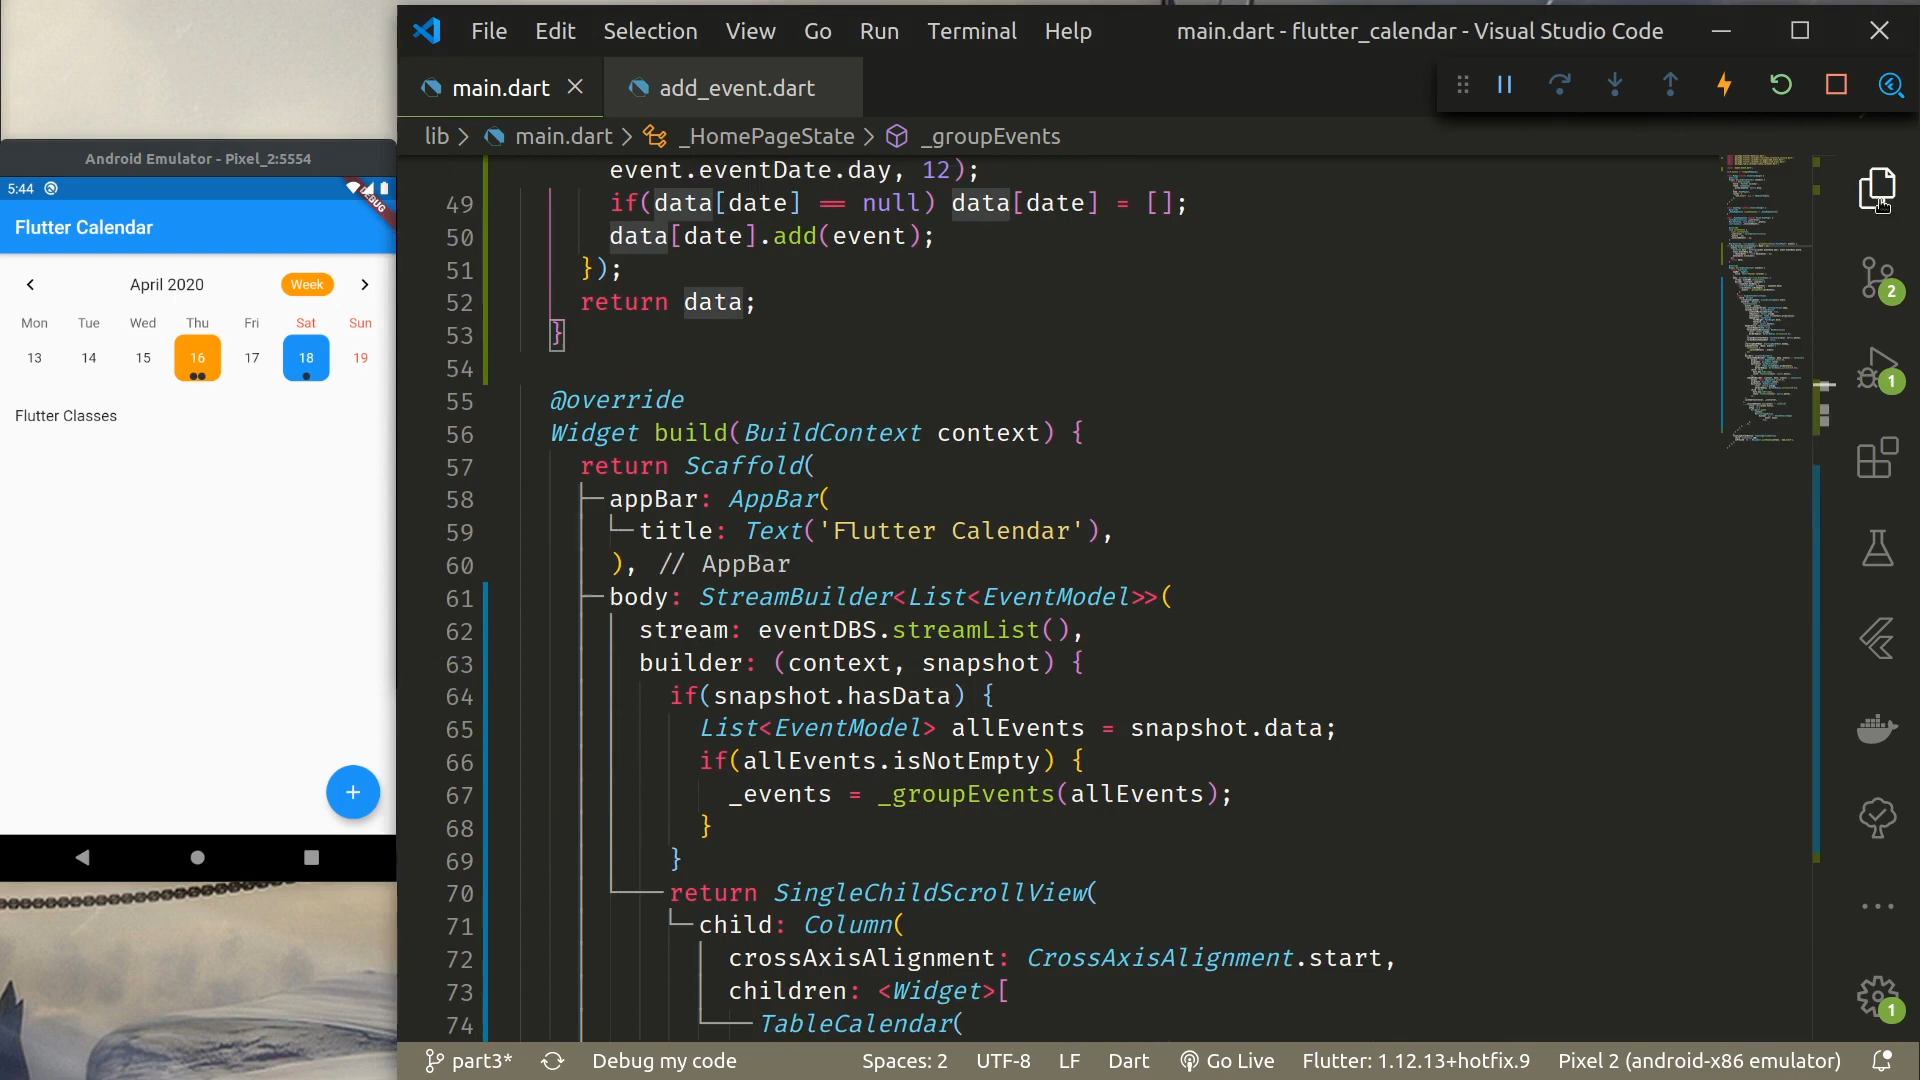 File Edit Selection View Go Run Terminal Help main.dart - flutter_calendar - Visual Studio Code
main.dart add_event.dart
lib > main.dart > _HomePageState > _groupEvents
Android Emulator - Pixel_2:5554
5:44
DEBUG
Flutter Calendar
April 2020 Week
Mon Tue Wed Thu Fri Sat Sun
13 14 15 16 17 18 19
Flutter Classes
+
event.eventDate.day, 12);
49 if(data[date] == null) data[date] = [];
50 data[date].add(event);
51 });
52 return data;
53 }
54
55 @override
56 Widget build(BuildContext context) {
57 return Scaffold(
58 appBar: AppBar(
59 title: Text('Flutter Calendar'),
60 ), // AppBar
61 body: StreamBuilder<List<EventModel>>(
62 stream: eventDBS.streamList(),
63 builder: (context, snapshot) {
64 if(snapshot.hasData) {
65 List<EventModel> allEvents = snapshot.data;
66 if(allEvents.isNotEmpty) {
67 _events = _groupEvents(allEvents);
68 }
69 }
70 return SingleChildScrollView(
71 child: Column(
72 crossAxisAlignment: CrossAxisAlignment.start,
73 children: <Widget>[
74 TableCalendar(
2
1
1
part3* Debug my code Spaces: 2 UTF-8 LF Dart Go Live Flutter: 1.12.13+hotfix.9 Pixel 2 (android-x86 emulator)